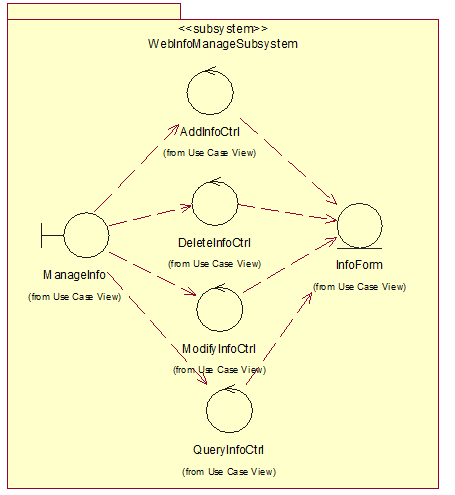 <<subsystem>>
WebInfoManageSubsystem
AddInfoCtrl
(from Use Case View)
DeleteInfoCtrl
(from Use Case View)
ManageInfo
(from Use Case View)
InfoForm
(from Use Case View)
ModifyInfoCtrl
(from Use Case View)
QueryInfoCtrl
(from Use Case View)